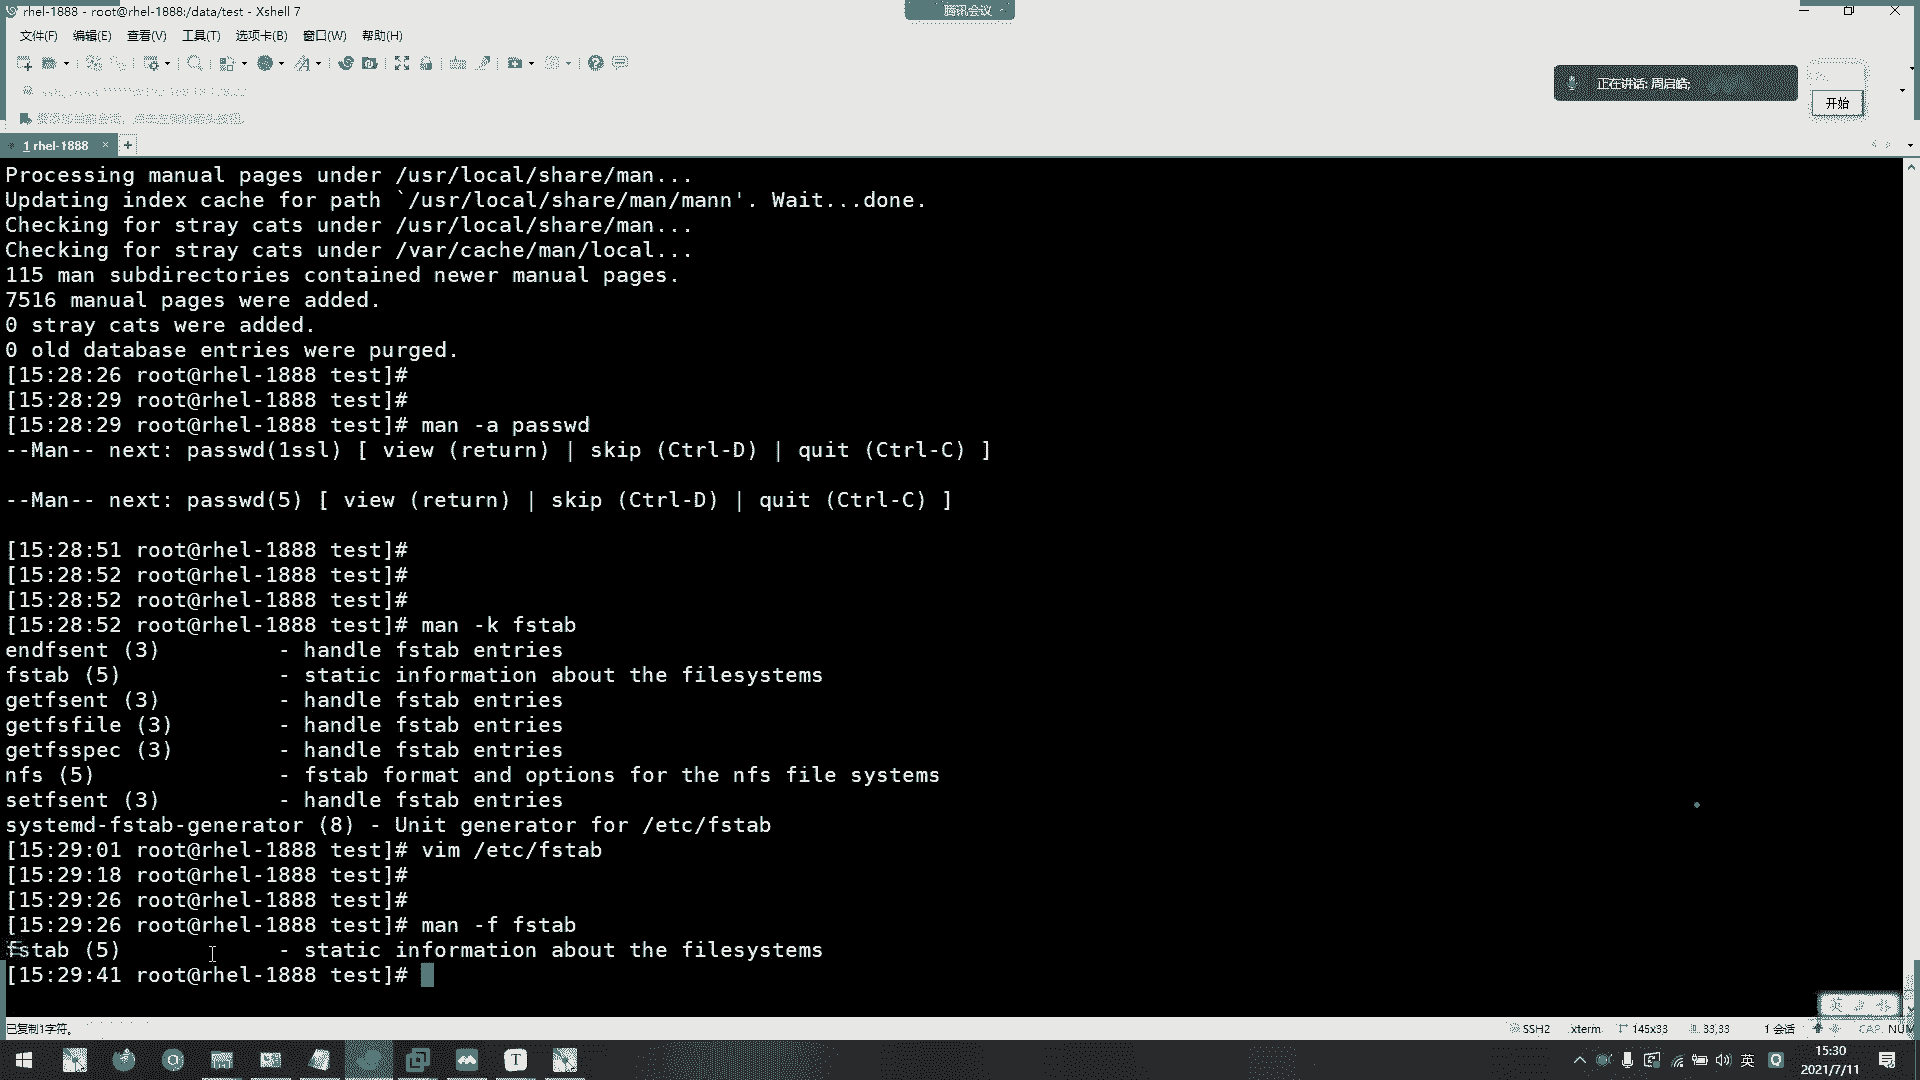 rhel-1888 - root@rhel-1888:/data/test - Xshell 7
腾讯会议
文件(F) 编辑(E) 查看(V) 工具(T) 选项卡(B) 窗口(W) 帮助(H)
正在讲话: 周启皓;
开始
1 rhel-1888
Processing manual pages under /usr/local/share/man...
Updating index cache for path `/usr/local/share/man/mann'. Wait...done.
Checking for stray cats under /usr/local/share/man...
Checking for stray cats under /var/cache/man/local...
115 man subdirectories contained newer manual pages.
7516 manual pages were added.
0 stray cats were added.
0 old database entries were purged.
[15:28:26 root@rhel-1888 test]#
[15:28:29 root@rhel-1888 test]#
[15:28:29 root@rhel-1888 test]# man -a passwd
--Man-- next: passwd(1ssl) [ view (return) | skip (Ctrl-D) | quit (Ctrl-C) ]
--Man-- next: passwd(5) [ view (return) | skip (Ctrl-D) | quit (Ctrl-C) ]
[15:28:51 root@rhel-1888 test]#
[15:28:52 root@rhel-1888 test]#
[15:28:52 root@rhel-1888 test]#
[15:28:52 root@rhel-1888 test]# man -k fstab
endfsent (3) - handle fstab entries
fstab (5) - static information about the filesystems
getfsent (3) - handle fstab entries
getfsfile (3) - handle fstab entries
getfsspec (3) - handle fstab entries
nfs (5) - fstab format and options for the nfs file systems
setfsent (3) - handle fstab entries
systemd-fstab-generator (8) - Unit generator for /etc/fstab
[15:29:01 root@rhel-1888 test]# vim /etc/fstab
[15:29:18 root@rhel-1888 test]#
[15:29:26 root@rhel-1888 test]#
[15:29:26 root@rhel-1888 test]# man -f fstab
fstab (5) - static information about the filesystems
[15:29:41 root@rhel-1888 test]#
英
已复制1字符。 SSH2 xterm 145x33 33,33 1 会话 CAP NUM
英 15:30
2021/7/11